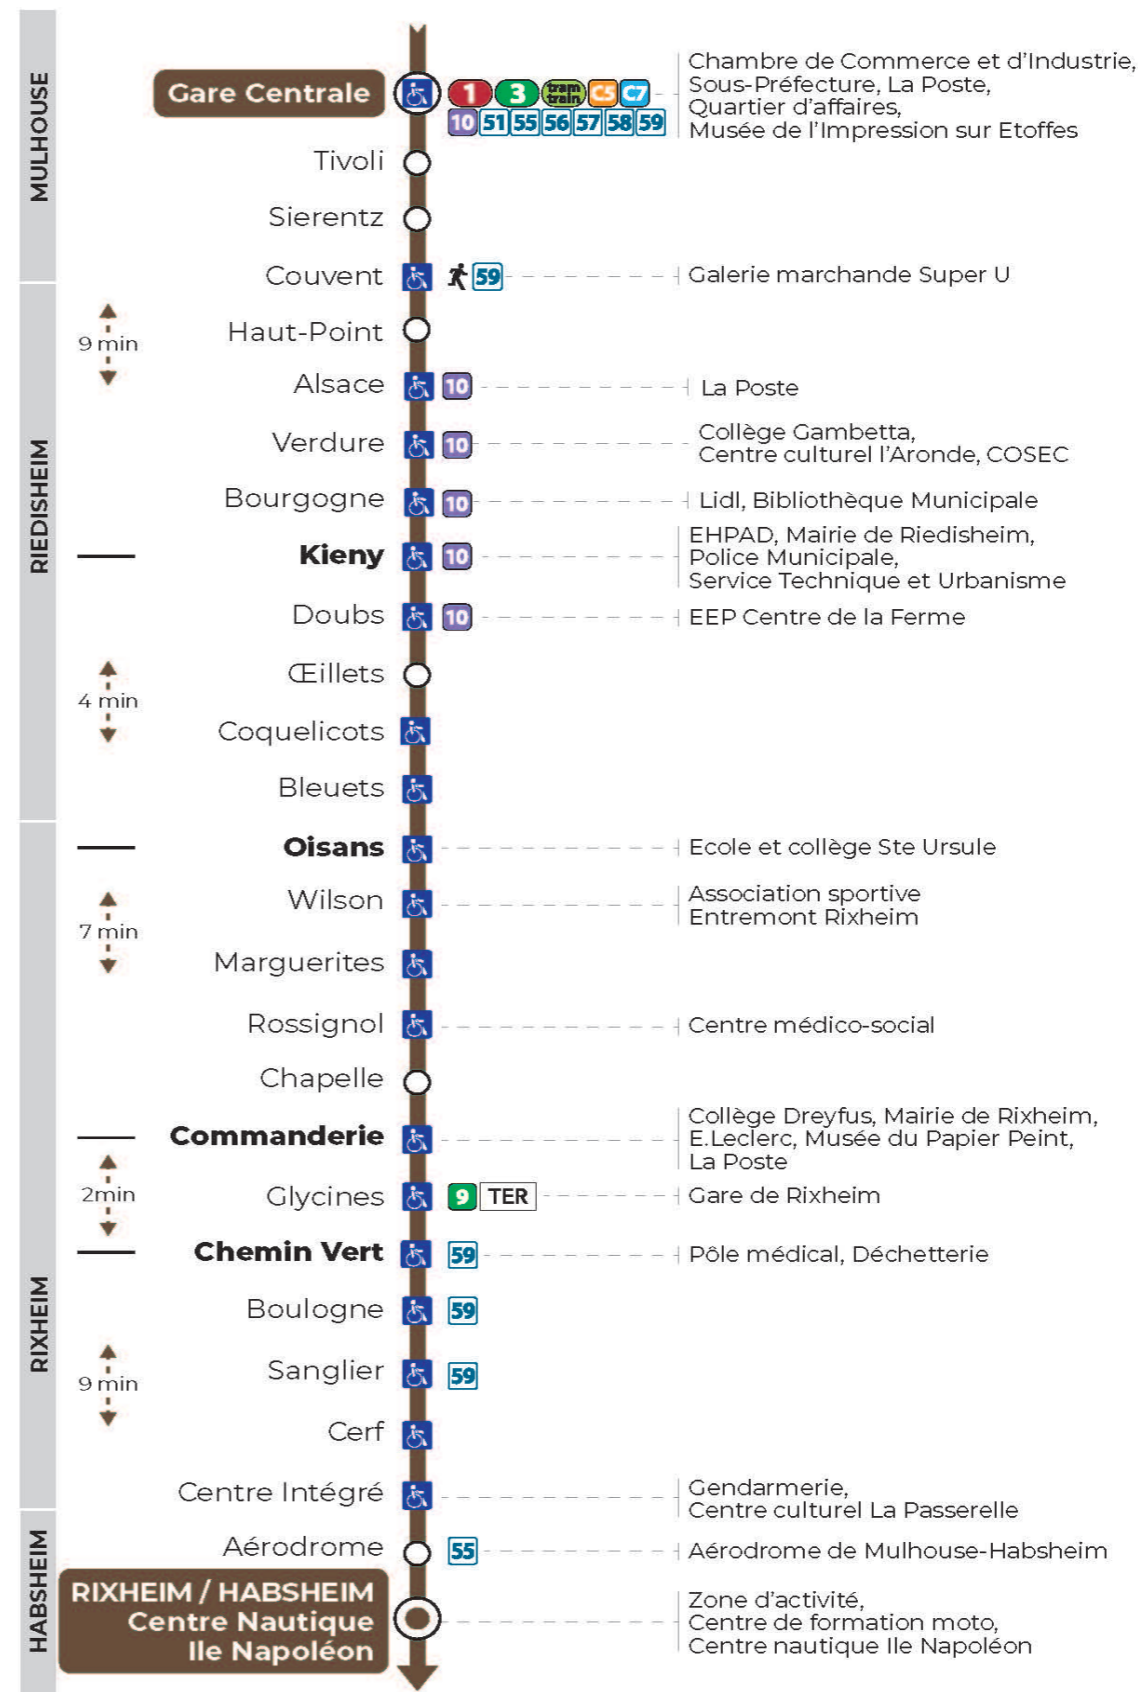 MULHOUSE
Gare Centrale
1 3 tram train C5 C7
10 51 55 56 57 58 59
Chambre de Commerce et d'Industrie,
Sous-Préfecture, La Poste,
Quartier d'affaires,
Musée de l'Impression sur Etoffes
Tivoli
Sierentz
Couvent 59 Galerie marchande Super U
RIEDISHEIM
9 min
Haut-Point
Alsace 10 La Poste
Verdure 10
Collège Gambetta,
Centre culturel l'Aronde, COSEC
Bourgogne 10 Lidl, Bibliothèque Municipale
Kieny 10
EHPAD, Mairie de Riedisheim,
Police Municipale,
Service Technique et Urbanisme
Doubs 10 EEP Centre de la Ferme
Œillets
4 min
Coquelicots
Bleuets
RIXHEIM
Oisans Ecole et collège Ste Ursule
Wilson
Association sportive
Entremont Rixheim
7 min
Marguerites
Rossignol Centre médico-social
Chapelle
Commanderie
Collège Dreyfus, Mairie de Rixheim,
E.Leclerc, Musée du Papier Peint,
La Poste
2min
Glycines 9 TER Gare de Rixheim
Chemin Vert 59 Pôle médical, Déchetterie
Boulogne 59
Sanglier 59
9 min
Cerf
Centre Intégré
Gendarmerie,
Centre culturel La Passerelle
HABSHEIM
Aérodrome 55 Aérodrome de Mulhouse-Habsheim
RIXHEIM / HABSHEIM
Centre Nautique
Ile Napoléon
Zone d'activité,
Centre de formation moto,
Centre nautique Ile Napoléon